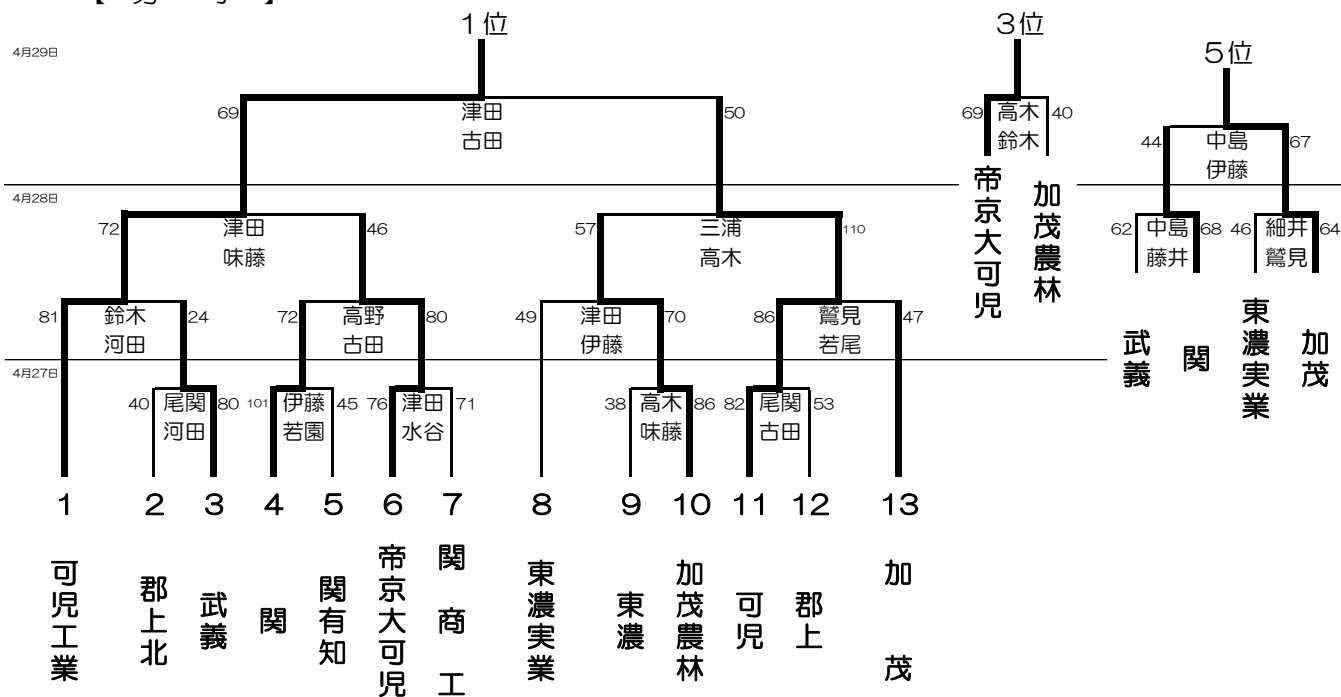 1位
3位
4月29日
5位
69 津田 50
古田
69 高木 40
鈴木
44 中島 67
伊藤
帝京大可児
加茂農林
4月28日
72 津田 46
味藤
57 三浦 110
高木
62 中島 68
藤井
46 細井 64
鷲見
81 鈴木 24
河田
72 高野 80
古田
49 津田 70
伊藤
86 鷲見 47
若尾
武義
関
東濃実業
加茂
4月27日
40 尾関 80
河田
101 伊藤 45
若園
76 津田 71
水谷
38 高木 86
味藤
82 尾関 53
古田
1 2 3 4 5 6 7 8 9 10 11 12 13
可児工業
郡上北
武義
関
関有知
帝京大可児
関商工
東濃実業
東濃
加茂農林
可児
郡上
加茂